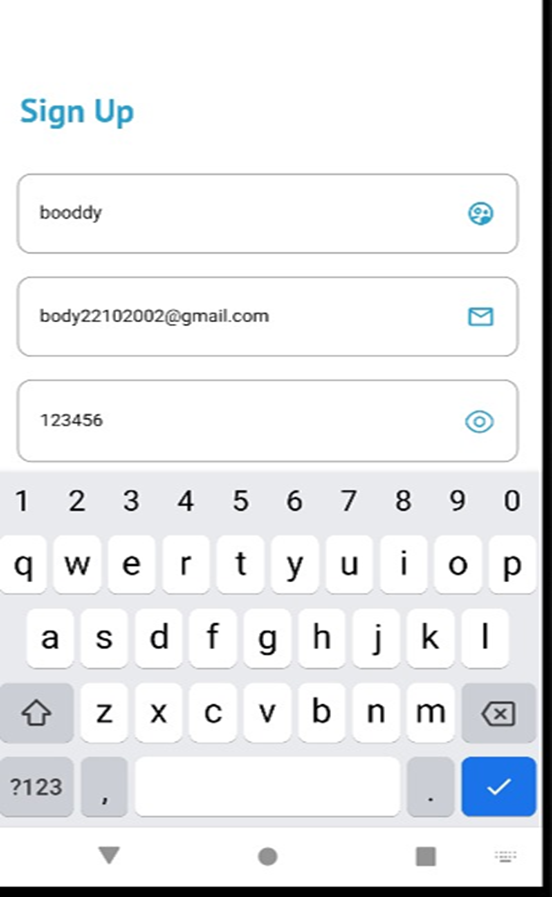 Sign Up
booddy
body22102002@gmail.com
123456
1 2 3 4 5 6 7 8 9 0
q w e r t y u i o p
a s d f g h j k l
z x c v b n m
?123 , .